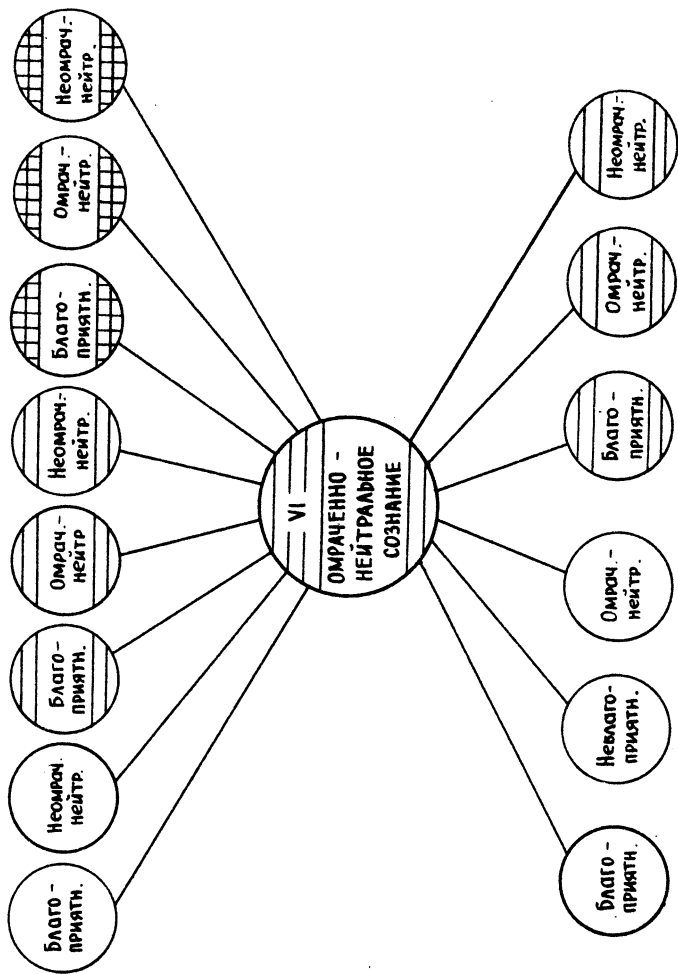 Благо-
приятн.
Неомрач.
нейтр.
Благо-
приятн.
Омрач.-
нейтр
Неомрач.-
нейтр.
Благо-
приятн.
Омрач.-
нейтр.
Неомрач.-
нейтр.
VI
ОМРАЧЕННО-
НЕЙТРАЛЬНОЕ
СОЗНАНИЕ
Благо-
приятн.
Неблаго-
приятн.
Омрач.-
нейтр.
Благо-
приятн.
Омрач.-
нейтр.
Неомрач.-
нейтр.